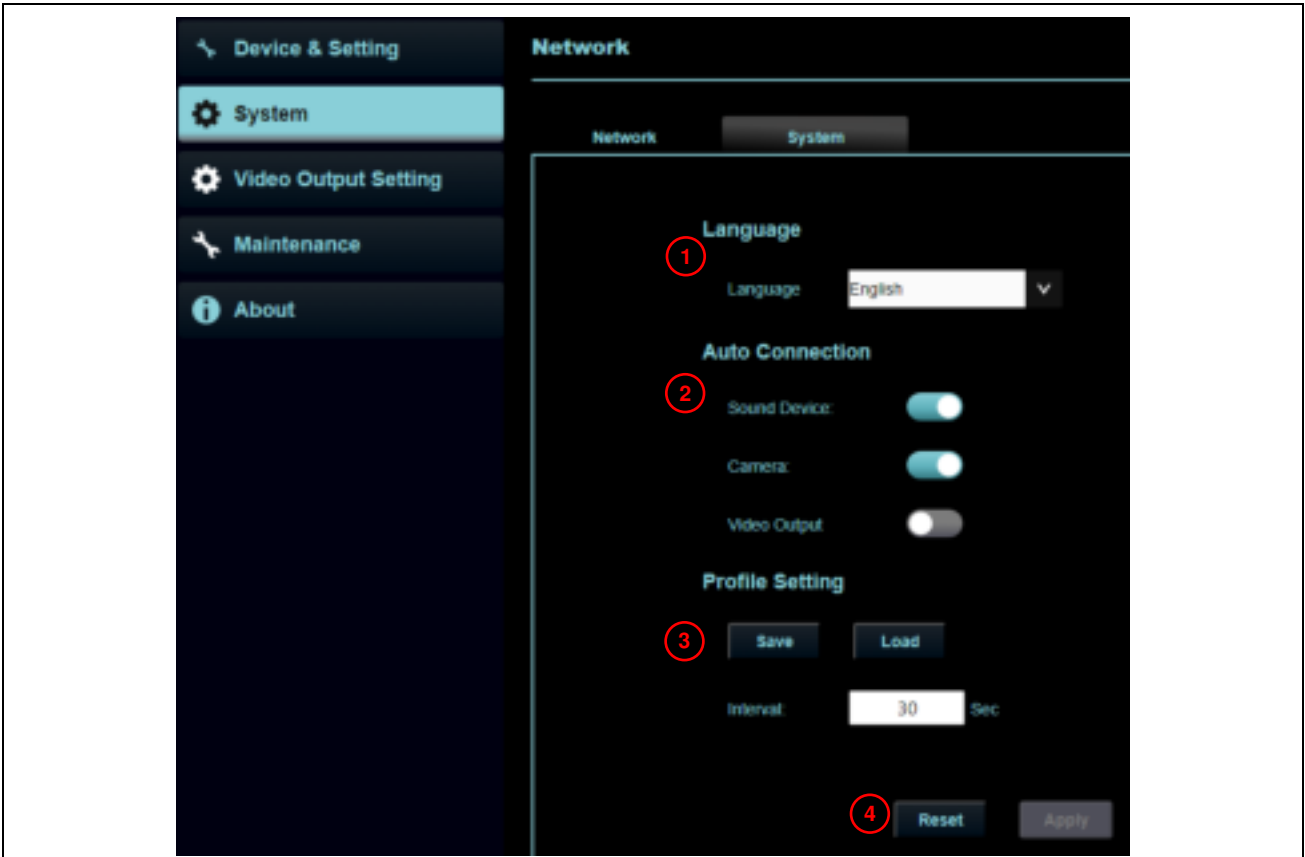 Device & Setting
System
Video Output Setting
Maintenance
About
Network
Network System
Language
1
Language English
Auto Connection
2
Sound Device:
Camera:
Video Output
Profile Setting
3 Save Load
Interval: 30 Sec
4 Reset Apply